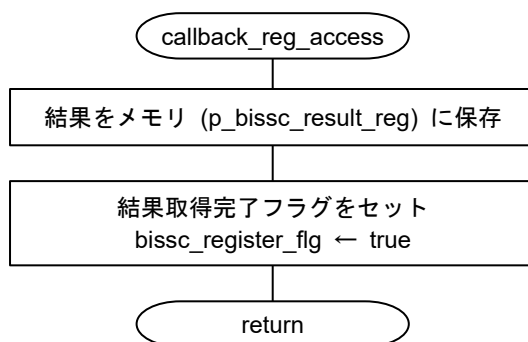 callback_reg_access
結果をメモリ (p_bissc_result_reg) に保存
結果取得完了フラグをセット
bissc_register_flg ← true
return